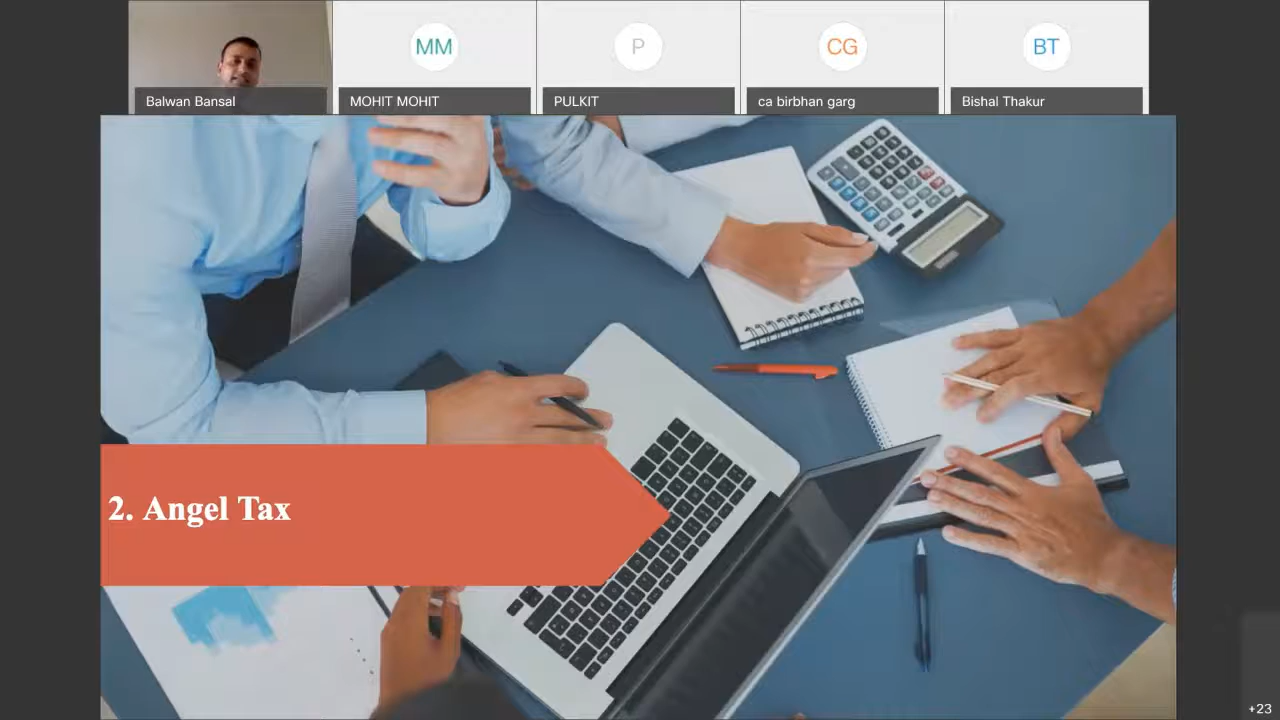 MM
P
CG
BT
Balwan Bansal
MOHIT MOHIT
PULKIT
ca birbhan garg
Bishal Thakur
2. Angel Tax
+23